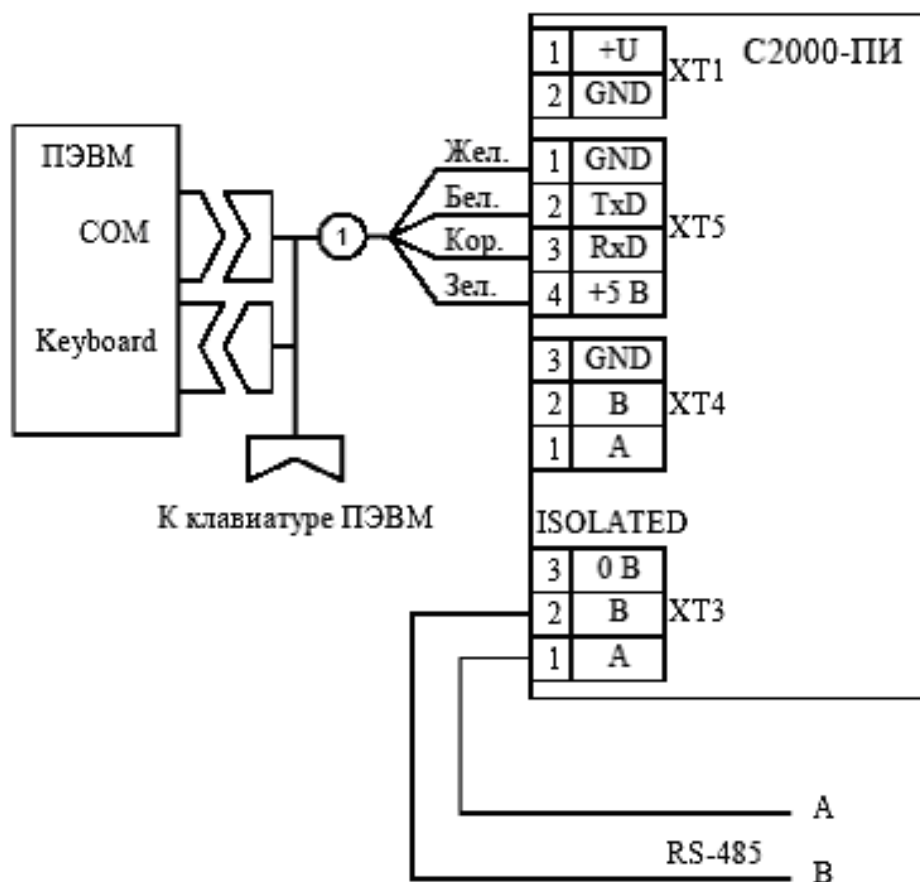 С2000-ПИ
1 +U
2 GND
XT1
ПЭВМ
COM
Keyboard
1
Жел.
Бел.
Кор.
Зел.
1 GND
2 TxD
3 RxD
4 +5 В
XT5
3 GND
2 B
1 A
XT4
К клавиатуре ПЭВМ
ISOLATED
3 0 В
2 B
1 A
XT3
A
RS-485
B